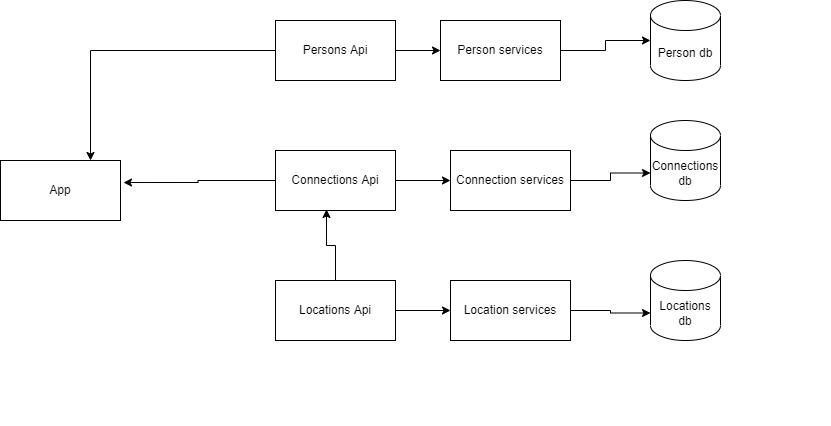 Persons Api
Person services
Person db
App
Connections Api
Connection services
Connections
db
Locations Api
Location services
Locations
db